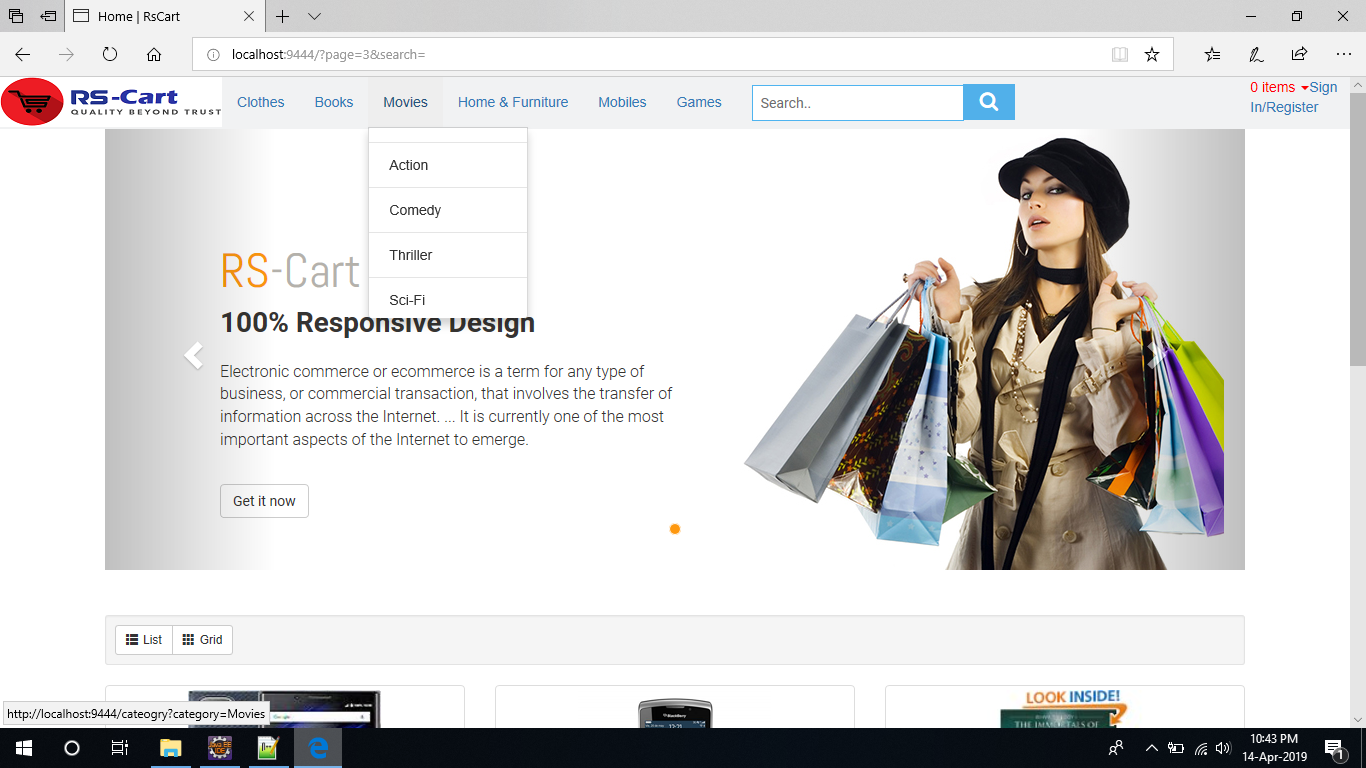 Home | RsCart
localhost:9444/?page=3&search=
RS-Cart
QUALITY BEYOND TRUST
Clothes Books Movies Home & Furniture Mobiles Games
Search..
0 items Sign
In/Register
Action
Comedy
Thriller
Sci-Fi
RS-Cart
100% Responsive Design
Electronic commerce or ecommerce is a term for any type of
business, or commercial transaction, that involves the transfer of
information across the Internet. ... It is currently one of the most
important aspects of the Internet to emerge.
Get it now
List Grid
BlackBerry
LOOK INSIDE!
THE IMMORTALS OF
http://localhost:9444/cateogry?category=Movies
10:43 PM
14-Apr-2019
1